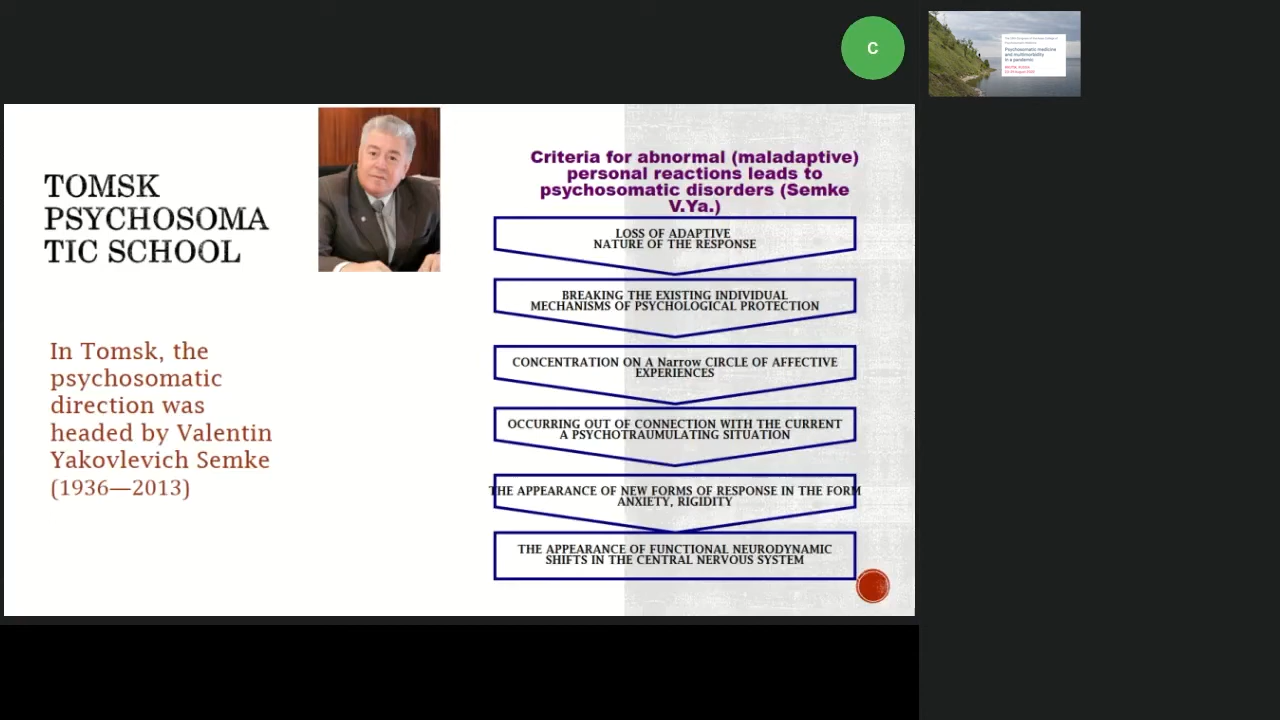 C
Psychosomatic medicine
and multimorbidity
in a pandemic
TOMSK
PSYCHOSOMA
TIC SCHOOL
In Tomsk, the
psychosomatic
direction was
headed by Valentin
Yakovlevich Semke
(1936—2013)
Criteria for abnormal (maladaptive)
personal reactions leads to
psychosomatic disorders (Semke
V.Ya.)
LOSS OF ADAPTIVE
NATURE OF THE RESPONSE
BREAKING THE EXISTING INDIVIDUAL
MECHANISMS OF PSYCHOLOGICAL PROTECTION
CONCENTRATION ON A Narrow CIRCLE OF AFFECTIVE
EXPERIENCES
OCCURRING OUT OF CONNECTION WITH THE CURRENT
A PSYCHOTRAUMULATING SITUATION
THE APPEARANCE OF NEW FORMS OF RESPONSE IN THE FORM
ANXIETY, RIGIDITY
THE APPEARANCE OF FUNCTIONAL NEURODYNAMIC
SHIFTS IN THE CENTRAL NERVOUS SYSTEM